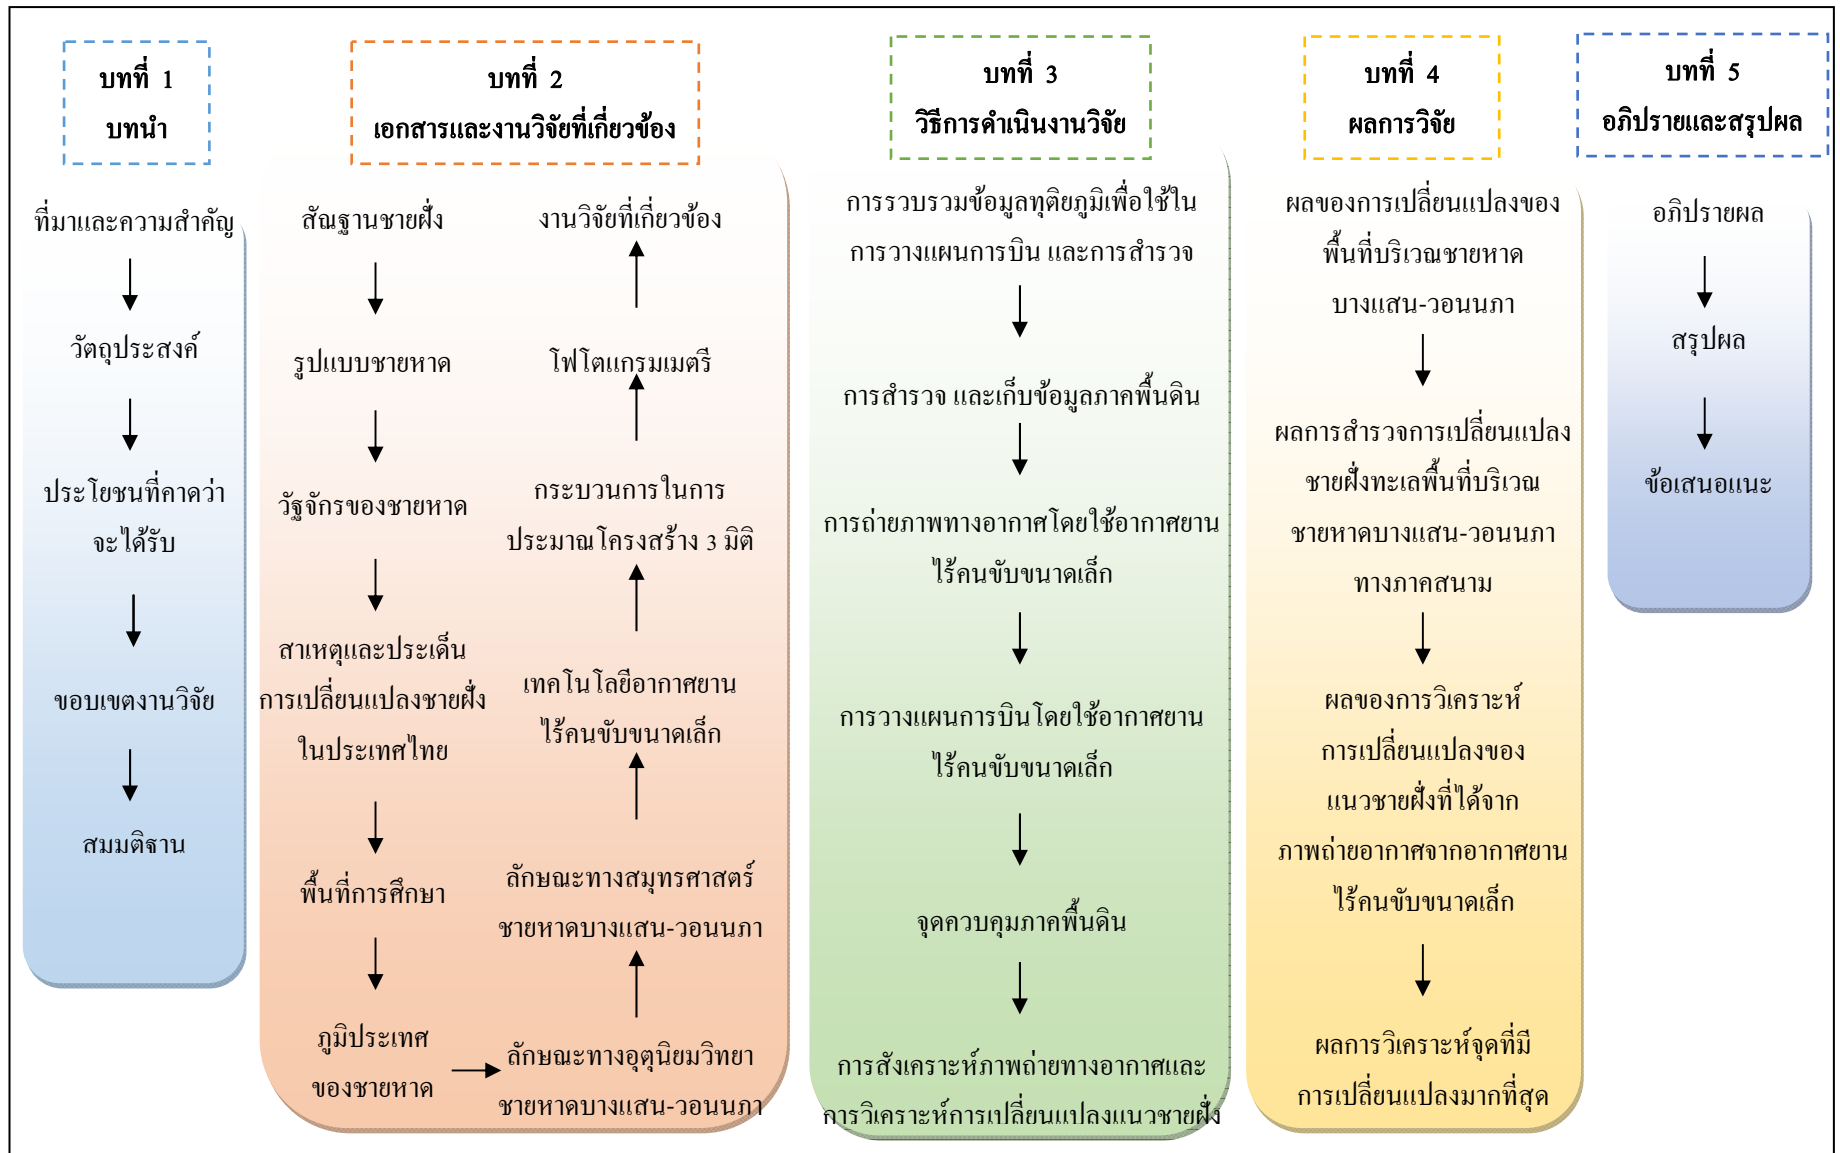 บทที่ 1
บทนำ
ที่มาและความสำคัญ
วัตถุประสงค์
ประโยชนที่คาดว่า
จะได้รับ
ขอบเขตงานวิจัย
สมมติฐาน
บทที่ 2
เอกสารและงานวิจัยที่เกี่ยวข้อง
สัณฐานชายฝั่ง
รูปแบบชายหาด
วัฐจักรของชายหาด
สาเหตุและประเด็น
การเปลี่ยนแปลงชายฝั่ง
ในประเทศไทย
พื้นที่การศึกษา
ภูมิประเทศ
ของชายหาด
ลักษณะทางอุตุนิยมวิทยา
ชายหาดบางแสน-วอนนภา
ลักษณะทางสมุทรศาสตร์
ชายหาดบางแสน-วอนนภา
เทคโนโลยีอากาศยาน
ไร้คนขับขนาดเล็ก
กระบวนการในการ
ประมาณโครงสร้าง 3 มิติ
โฟโตแกรมเมตรี
งานวิจัยที่เกี่ยวข้อง
บทที่ 3
วิธีการดำเนินงานวิจัย
การรวบรวมข้อมูลทุติยภูมิเพื่อใช้ใน
การวางแผนการบิน และการสำรวจ
การสำรวจ และเก็บข้อมูลภาคพื้นดิน
การถ่ายภาพทางอากาศโดยใช้อากาศยาน
ไร้คนขับขนาดเล็ก
การวางแผนการบินโดยใช้อากาศยาน
ไร้คนขับขนาดเล็ก
จุดควบคุมภาคพื้นดิน
การสังเคราะห์ภาพถ่ายทางอากาศและ
การวิเคราะห์การเปลี่ยนแปลงแนวชายฝั่ง
บทที่ 4
ผลการวิจัย
ผลของการเปลี่ยนแปลงของ
พื้นที่บริเวณชายหาด
บางแสน-วอนนภา
ผลการสำรวจการเปลี่ยนแปลง
ชายฝั่งทะเลพื้นที่บริเวณ
ชายหาดบางแสน-วอนนภา
ทางภาคสนาม
ผลของการวิเคราะห์
การเปลี่ยนแปลงของ
แนวชายฝั่งที่ได้จาก
ภาพถ่ายอากาศจากอากาศยาน
ไร้คนขับขนาดเล็ก
ผลการวิเคราะห์จุดที่มี
การเปลี่ยนแปลงมากที่สุด
บทที่ 5
อภิปรายและสรุปผล
อภิปรายผล
สรุปผล
ข้อเสนอแนะ